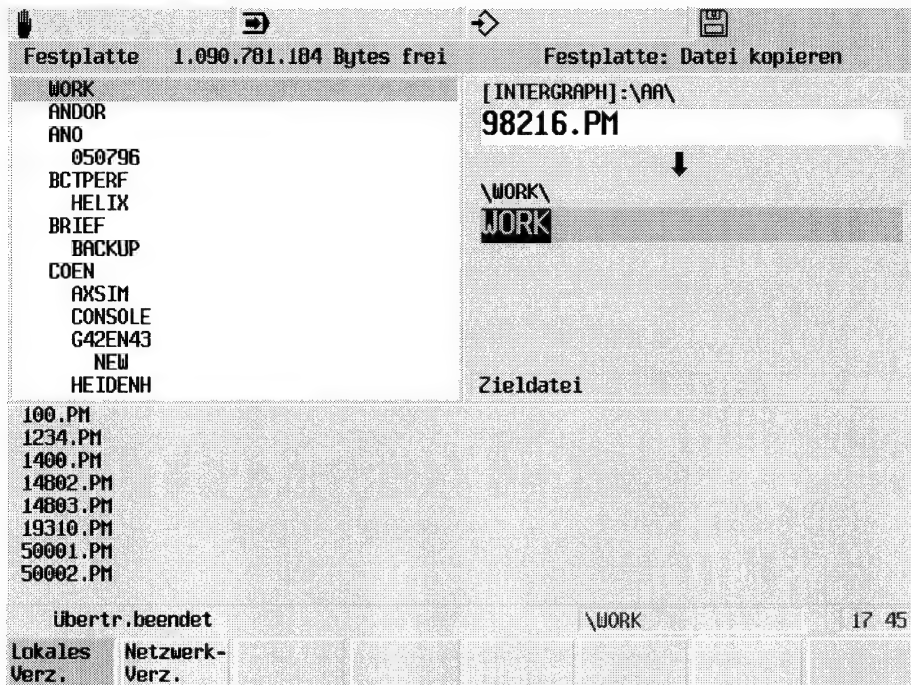 Festplatte 1.090.781.184 Bytes frei
Festplatte: Datei kopieren
WORK
ANDOR
ANO
050796
BCTPERF
HELIX
BRIEF
BACKUP
COEN
AXSIM
CONSOLE
G42EN43
NEW
HEIDENH
[INTERGRAPH]:\AA\
98216.PM
\WORK\
WORK
Zieldatei
100.PM
1234.PM
1400.PM
14802.PM
14803.PM
19310.PM
50001.PM
50002.PM
übertr.beendet \WORK 17 45
Lokales Verz.
Netzwerk-
Verz.